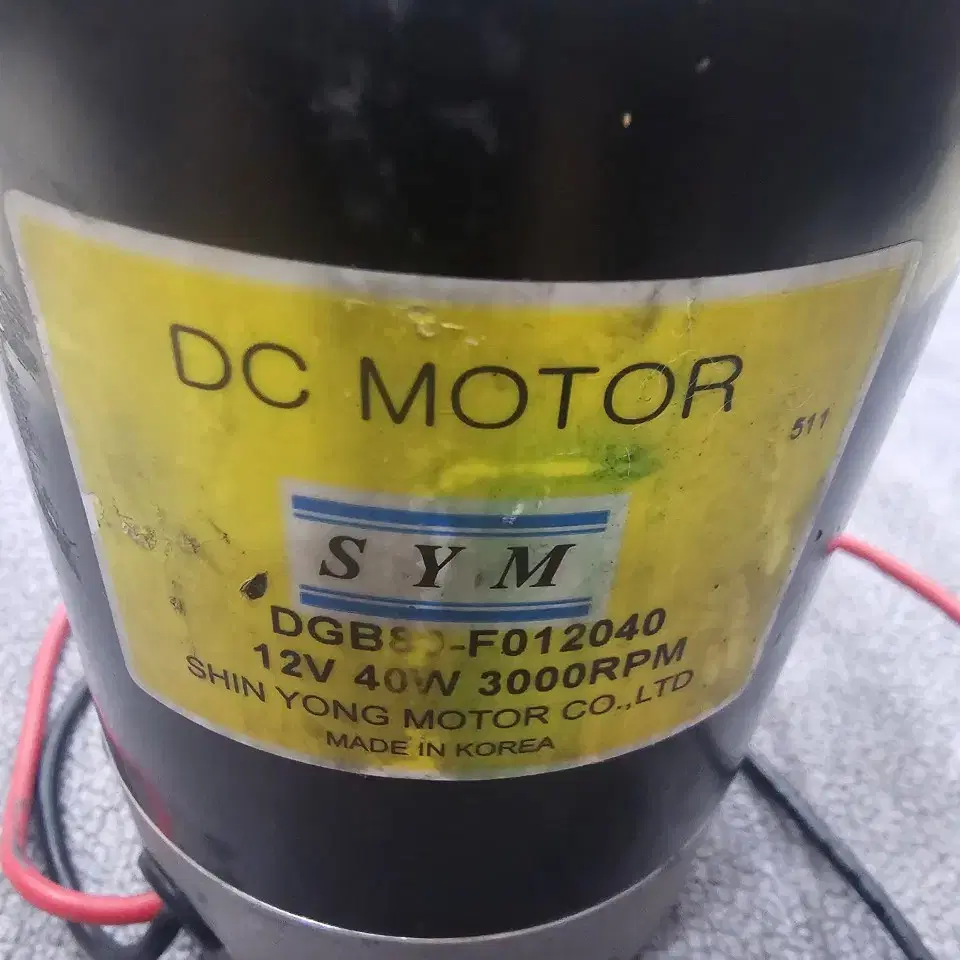 DC MOTOR
511
SYM
12V 40W 3000RPM
SHIN YONG MOTOR CO.,LTD
MADE IN KOREA